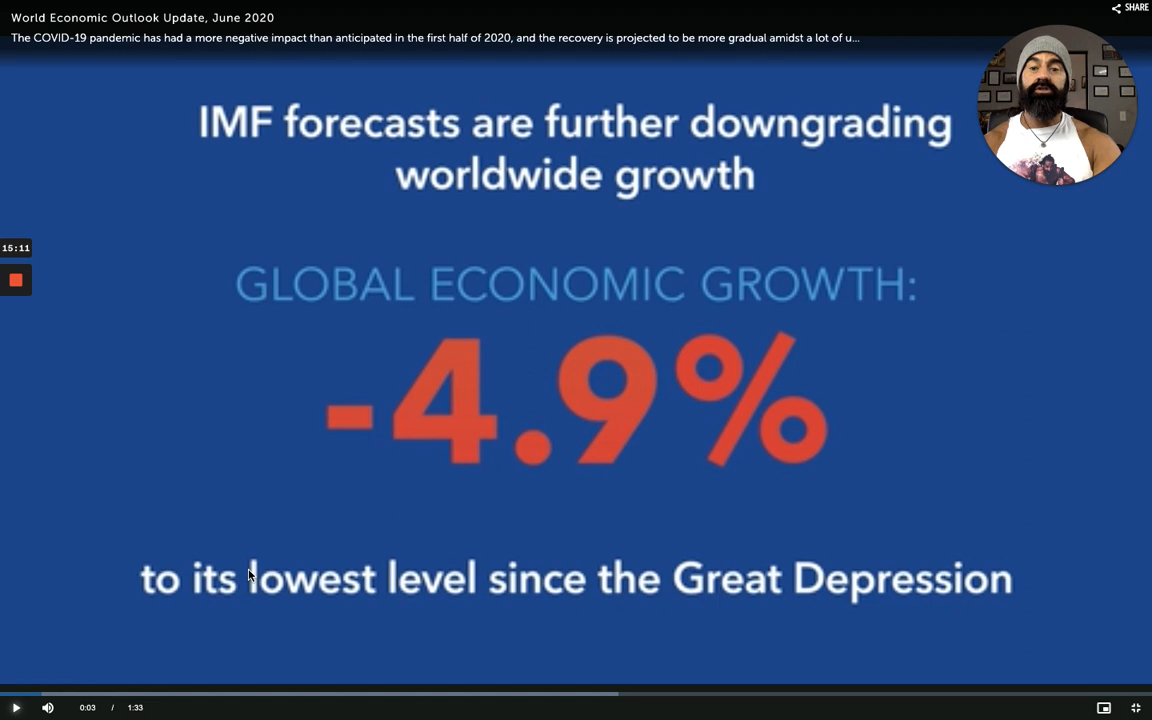 World Economic Outlook Update, June 2020
SHARE
The COVID-19 pandemic has had a more negative impact than anticipated in the first half of 2020, and the recovery is projected to be more gradual amidst a lot of u...
IMF forecasts are further downgrading
worldwide growth
15:11
GLOBAL ECONOMIC GROWTH:
-4.9%
to its lowest level since the Great Depression
0:03 / 1:33